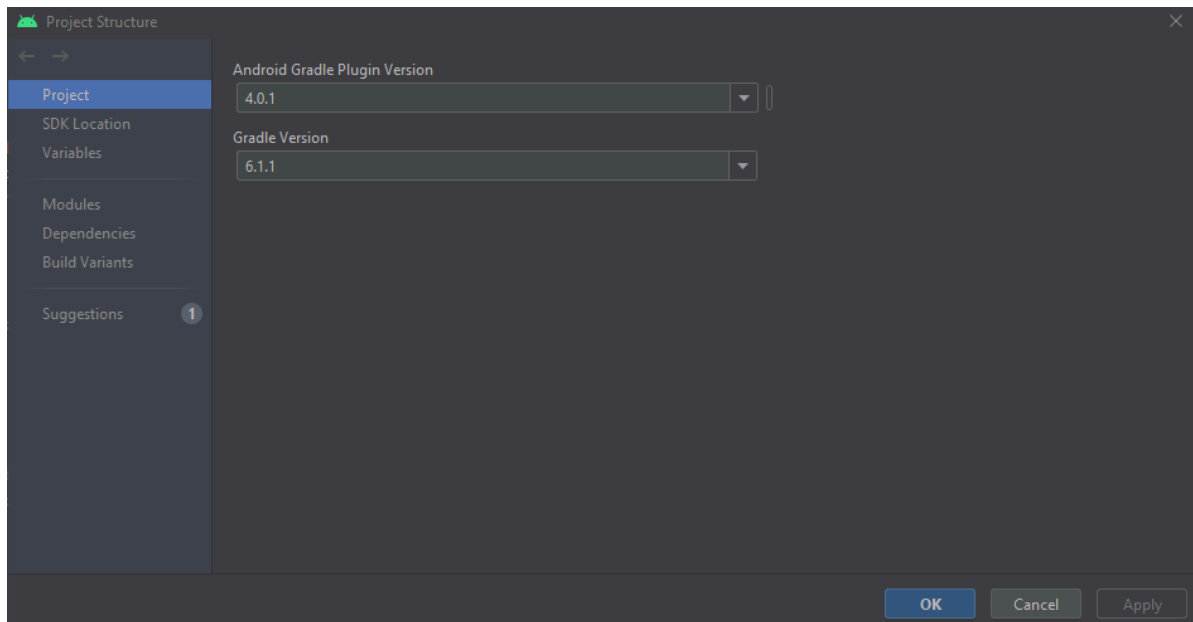 Project Structure
Project
SDK Location
Variables
Modules
Dependencies
Build Variants
Suggestions
1
Android Gradle Plugin Version
4.0.1
Gradle Version
6.1.1
OK
Cancel
Apply